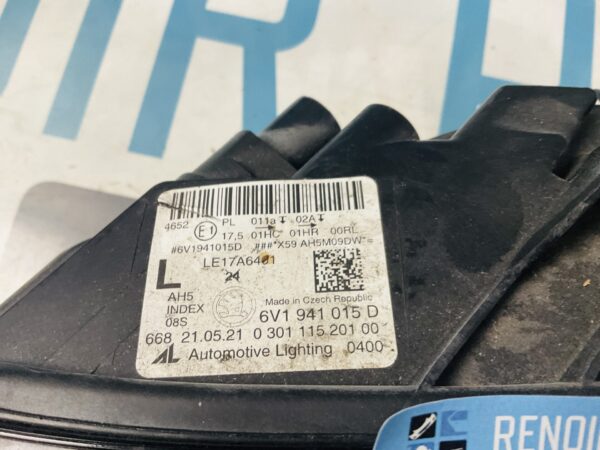 4652 E1 PL 011a 02A
17,5 01HC 01HR 00RL
#6V1941015D ###*X59 AH5M09DW*=
L LE17A6401
24
AH5
INDEX
08S
Made in Czech Republic
6V1 941 015 D
668 21.05.21 0 301 115 201 00
AL Automotive Lighting 0400